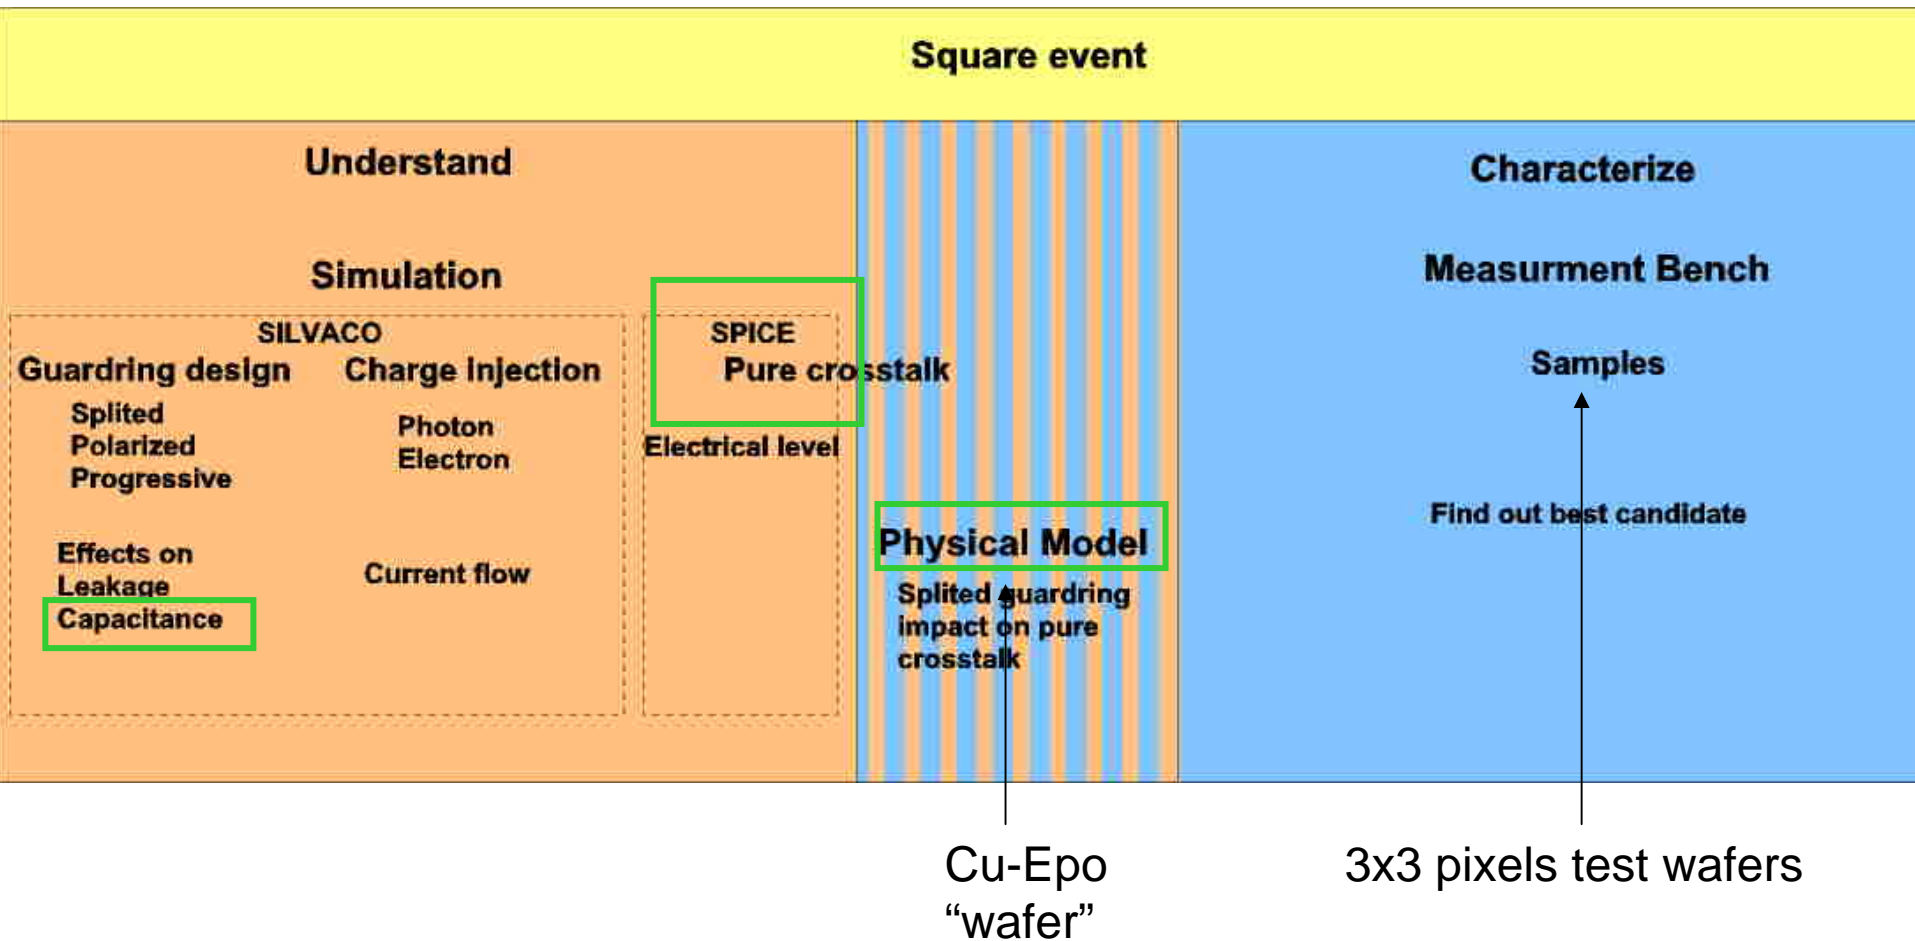 Square event
Understand
Simulation
SILVACO
Guardring design
Splited
Polarized
Progressive
Effects on
Leakage
Capacitance
Charge Injection
Photon
Electron
Current flow
SPICE
Pure crosstalk
Electrical level
Physical Model
Splited guardring
impact on pure
crosstalk
Characterize
Measurment Bench
Samples
Find out best candidate
Cu-Epo
“wafer”
3x3 pixels test wafers